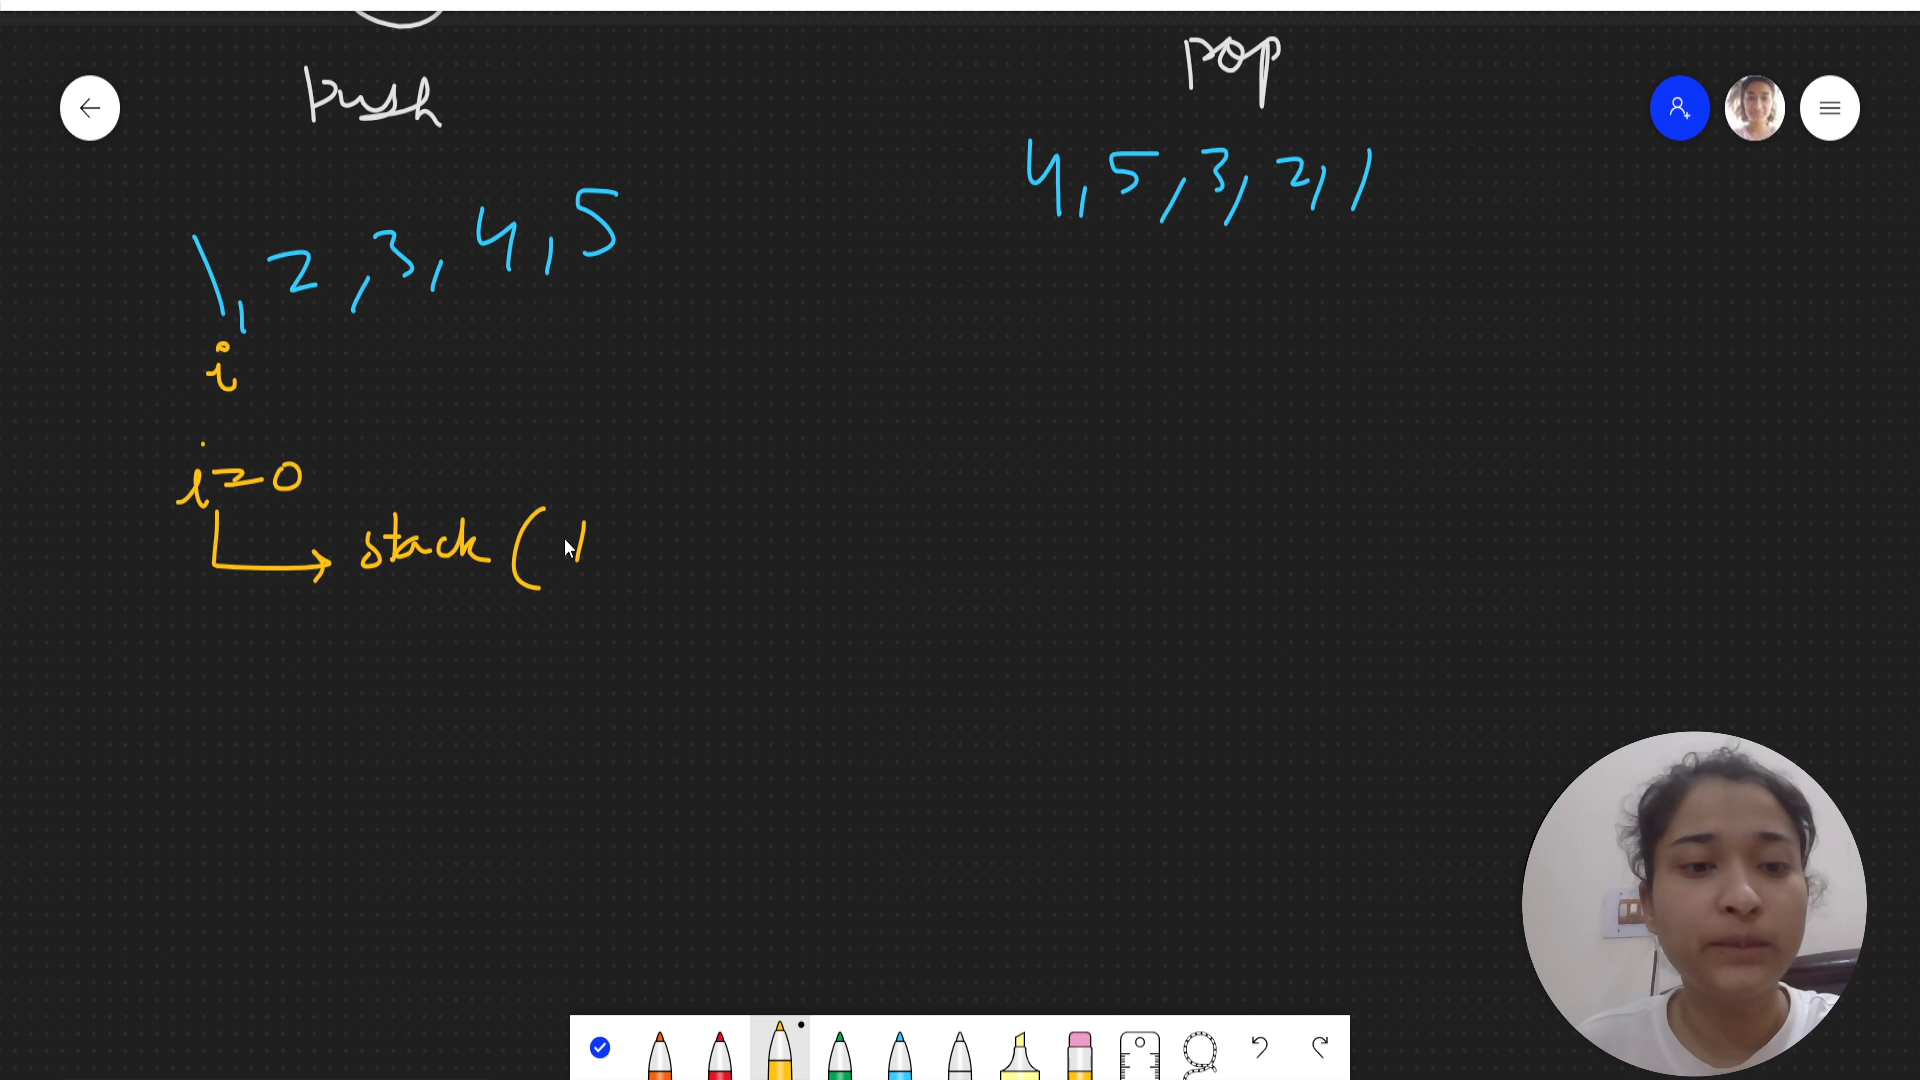 push
pop
1, 2, 3, 4, 5
4, 5, 3, 2, 1
i
i=0
stack ( 1